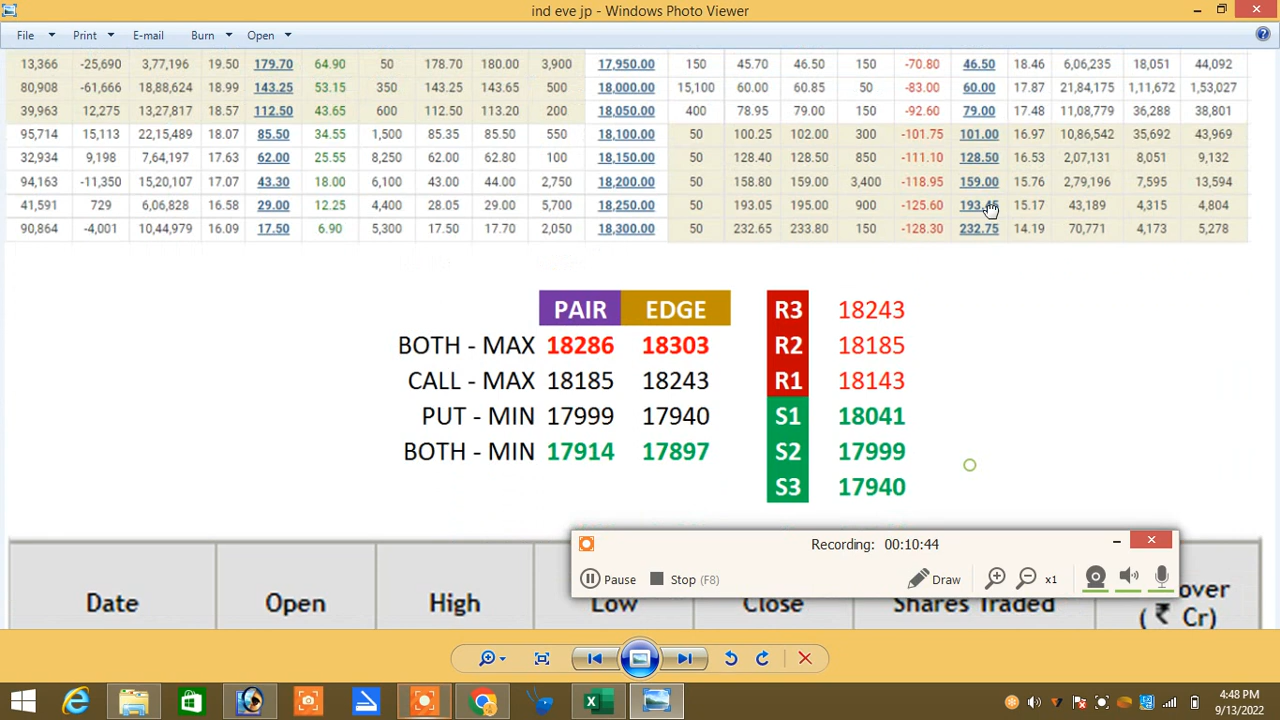 ind eve jp - Windows Photo Viewer
File Print E-mail Burn Open
13,366 -25,690 3,77,196 19.50 179.70 64.90 50 178.70 180.00 3,900 17,950.00 150 45.70 46.50 150 -70.80 46.50 18.46 6,06,235 18,051 44,092
80,908 -61,666 18,88,624 18.99 143.25 53.15 350 143.25 143.65 500 18,000.00 15,100 60.00 60.85 50 -83.00 60.00 17.87 21,84,175 1,11,672 1,53,027
39,963 12,275 13,27,817 18.57 112.50 43.65 600 112.50 113.20 200 18,050.00 400 78.95 79.00 150 -92.60 79.00 17.48 11,08,779 36,288 38,801
95,714 15,113 22,15,489 18.07 85.50 34.55 1,500 85.35 85.50 550 18,100.00 50 100.25 102.00 300 -101.75 101.00 16.97 10,86,542 35,692 43,969
32,934 9,198 7,64,197 17.63 62.00 25.55 8,250 62.00 62.80 100 18,150.00 50 128.40 128.50 850 -111.10 128.50 16.53 2,07,131 8,051 9,132
94,163 -11,350 15,20,107 17.07 43.30 18.00 6,100 43.00 44.00 2,750 18,200.00 50 158.80 159.00 3,400 -118.95 159.00 15.76 2,79,196 7,595 13,594
41,591 729 6,06,828 16.58 29.00 12.25 4,400 28.05 29.00 5,700 18,250.00 50 193.05 195.00 900 -125.60 15.17 43,189 4,315 4,804
90,864 -4,001 10,44,979 16.09 17.50 6.90 5,300 17.50 17.70 2,050 18,300.00 50 232.65 233.80 150 -128.30 232.75 14.19 70,771 4,173 5,278
PAIR EDGE R3 18243
BOTH - MAX 18286 18303 R2 18185
CALL - MAX 18185 18243 R1 18143
PUT - MIN 17999 17940 S1 18041
BOTH - MIN 17914 17897 S2 17999
S3 17940
Recording: 00:10:44
Pause Stop (F8) Draw x1
Date Open High Low Close Shares Traded over
(₹ Cr)
4:48 PM
9/13/2022